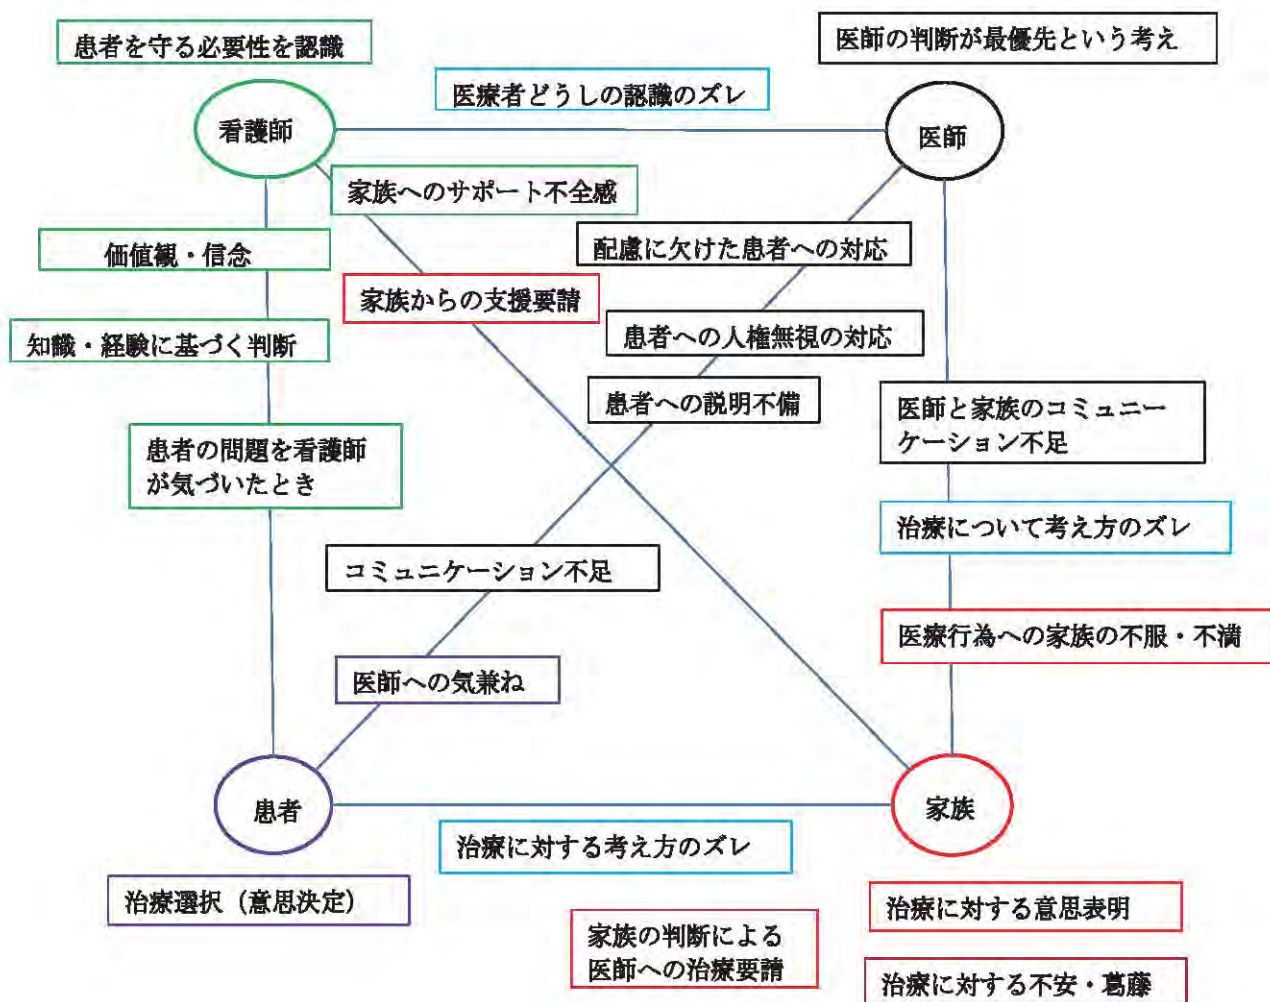 患者を守る必要性を認識
医師の判断が最優先という考え
医療者どうしの認識のズレ
看護師
医師
家族へのサポート不全感
配慮に欠けた患者への対応
価値観・信念
家族からの支援要請
知識・経験に基づく判断
患者への人権無視の対応
患者への説明不備
医師と家族のコミュニー
ケーション不足
患者の問題を看護師
が気づいたとき
治療について考え方のズレ
コミュニケーション不足
医療行為への家族の不服・不満
医師への気兼ね
患者
家族
治療に対する考え方のズレ
治療選択（意思決定）
治療に対する意思表明
家族の判断による
医師への治療要請
治療に対する不安・葛藤